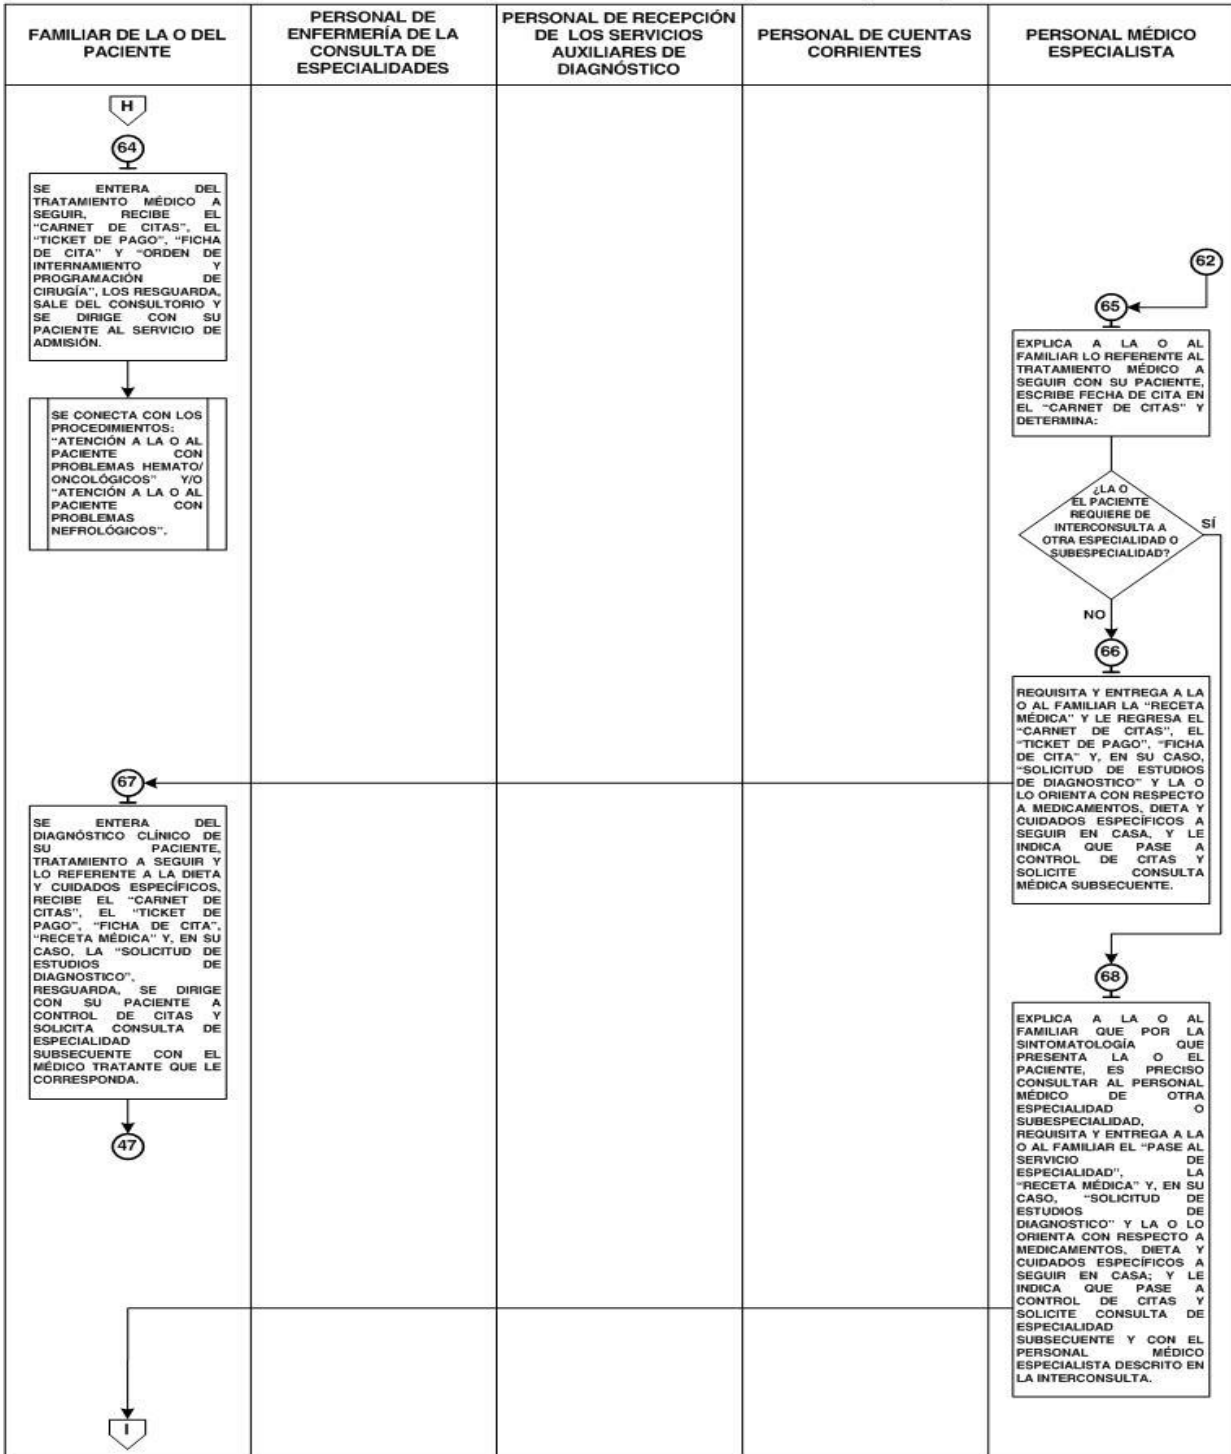 FAMILIAR DE LA O DEL
PACIENTE
PERSONAL DE
ENFERMERÍA DE LA
CONSULTA DE
ESPECIALIDADES
PERSONAL DE RECEPCIÓN
DE LOS SERVICIOS
AUXILIARES DE
DIAGNÓSTICO
PERSONAL DE CUENTAS
CORRIENTES
PERSONAL MÉDICO
ESPECIALISTA
H
64
SE ENTERA DEL
TRATAMIENTO MÉDICO A
SEGUIR, RECIBE EL
“CARNET DE CITAS”, EL
“TICKET DE PAGO”, “FICHA
DE CITA” Y “ORDEN DE
INTERNAMIENTO Y
PROGRAMACIÓN DE
CIRUGÍA”, LOS RESGUARDA,
SALE DEL CONSULTORIO Y
SE DIRIGE CON SU
PACIENTE AL SERVICIO DE
ADMISIÓN.
SE CONECTA CON LOS
PROCEDIMIENTOS:
“ATENCIÓN A LA O AL
PACIENTE CON
PROBLEMAS HEMATO/
ONCOLÓGICOS” Y/O
“ATENCIÓN A LA O AL
PACIENTE CON
PROBLEMAS
NEFROLÓGICOS”.
62
65
EXPLICA A LA O AL
FAMILIAR LO REFERENTE AL
TRATAMIENTO MÉDICO A
SEGUIR CON SU PACIENTE,
ESCRIBE FECHA DE CITA EN
EL “CARNET DE CITAS” Y
DETERMINA:
¿LA O
EL PACIENTE
REQUIERE DE
INTERCONSULTA A
OTRA ESPECIALIDAD O
SUBESPECIALIDAD?
SÍ
NO
66
REQUISITA Y ENTREGA A LA
O AL FAMILIAR LA “RECETA
MÉDICA” Y LE REGRESA EL
“CARNET DE CITAS”, EL
“TICKET DE PAGO”, “FICHA
DE CITA” Y, EN SU CASO,
“SOLICITUD DE ESTUDIOS
DE DIAGNOSTICO” Y LA O
LO ORIENTA CON RESPECTO
A MEDICAMENTOS, DIETA Y
CUIDADOS ESPECÍFICOS A
SEGUIR EN CASA, Y LE
INDICA QUE PASE A
CONTROL DE CITAS Y
SOLICITE CONSULTA
MÉDICA SUBSECUENTE.
67
SE ENTERA DEL
DIAGNÓSTICO CLÍNICO DE
SU PACIENTE,
TRATAMIENTO A SEGUIR Y
LO REFERENTE A LA DIETA
Y CUIDADOS ESPECÍFICOS,
RECIBE EL “CARNET DE
CITAS”, EL “TICKET DE
PAGO”, “FICHA DE CITA”,
“RECETA MÉDICA” Y, EN SU
CASO, LA “SOLICITUD DE
ESTUDIOS DE
DIAGNOSTICO”,
RESGUARDA, SE DIRIGE
CON SU PACIENTE A
CONTROL DE CITAS Y
SOLICITA CONSULTA DE
ESPECIALIDAD
SUBSECUENTE CON EL
MÉDICO TRATANTE QUE LE
CORRESPONDA.
47
68
EXPLICA A LA O AL
FAMILIAR QUE POR LA
SINTOMATOLOGÍA QUE
PRESENTA LA O EL
PACIENTE, ES PRECISO
CONSULTAR AL PERSONAL
MÉDICO DE OTRA
ESPECIALIDAD O
SUBESPECIALIDAD,
REQUISITA Y ENTREGA A LA
O AL FAMILIAR EL “PASE AL
SERVICIO DE
ESPECIALIDAD”, LA
“RECETA MÉDICA” Y, EN SU
CASO, “SOLICITUD DE
ESTUDIOS DE
DIAGNOSTICO” Y LA O LO
ORIENTA CON RESPECTO A
MEDICAMENTOS, DIETA Y
CUIDADOS ESPECÍFICOS A
SEGUIR EN CASA; Y LE
INDICA QUE PASE A
CONTROL DE CITAS Y
SOLICITE CONSULTA DE
ESPECIALIDAD
SUBSECUENTE Y CON EL
PERSONAL MÉDICO
ESPECIALISTA DESCRITO EN
LA INTERCONSULTA.
I